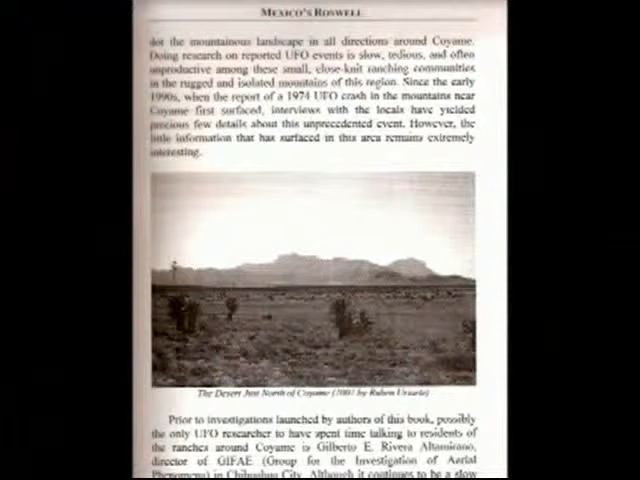 MEXICO'S ROSWELL
dot the mountainous landscape in all directions around Coyame.
Doing research on reported UFO events is slow, tedious, and often
unproductive among these small, close-knit ranching communities
in the rugged and isolated mountains of this region. Since the early
1990s, when the report of a 1974 UFO crash in the mountains near
Coyame first surfaced, interviews with the locals have yielded
precious few details about this unprecedented event. However, the
little information that has surfaced in this area remains extremely
interesting.
The Desert Just North of Coyame (2007 by Ruben Uriarte)
Prior to investigations launched by authors of this book, possibly
the only UFO researcher to have spent time talking to residents of
the ranches around Coyame is Gilberto E. Rivera Altamirano,
director of GIFAE (Group for the Investigation of Aerial
Phenomena) in Chihuahua City. Although it continues to be a slow